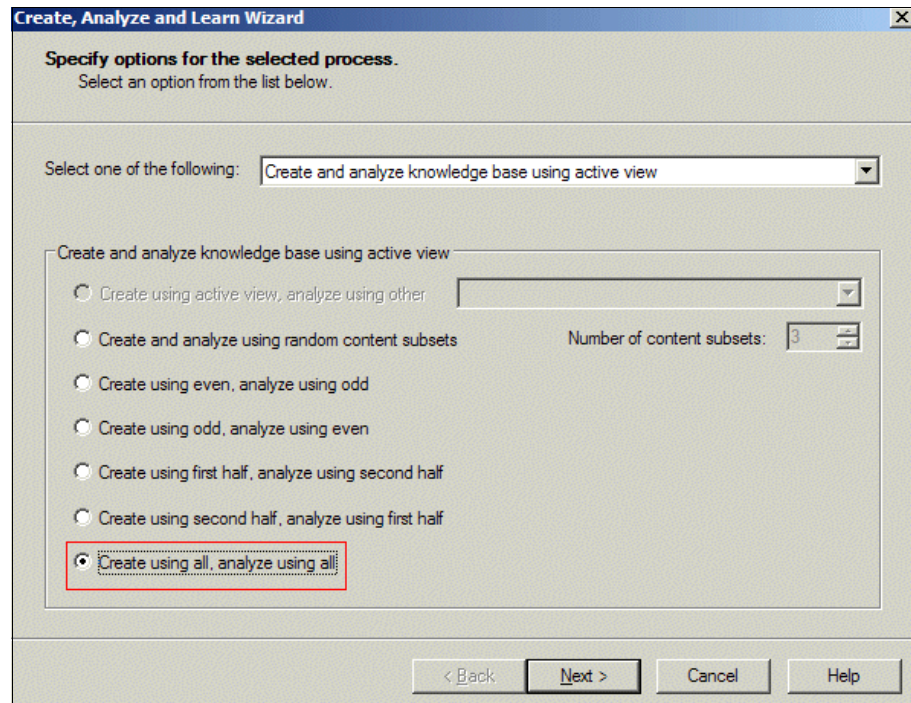 Create, Analyze and Learn Wizard
Specify options for the selected process.
Select an option from the list below.
Select one of the following: Create and analyze knowledge base using active view
Create and analyze knowledge base using active view
Create using active view, analyze using other
Create and analyze using random content subsets Number of content subsets: 3
Create using even, analyze using odd
Create using odd, analyze using even
Create using first half, analyze using second half
Create using second half, analyze using first half
Create using all, analyze using all
< Back Next > Cancel Help